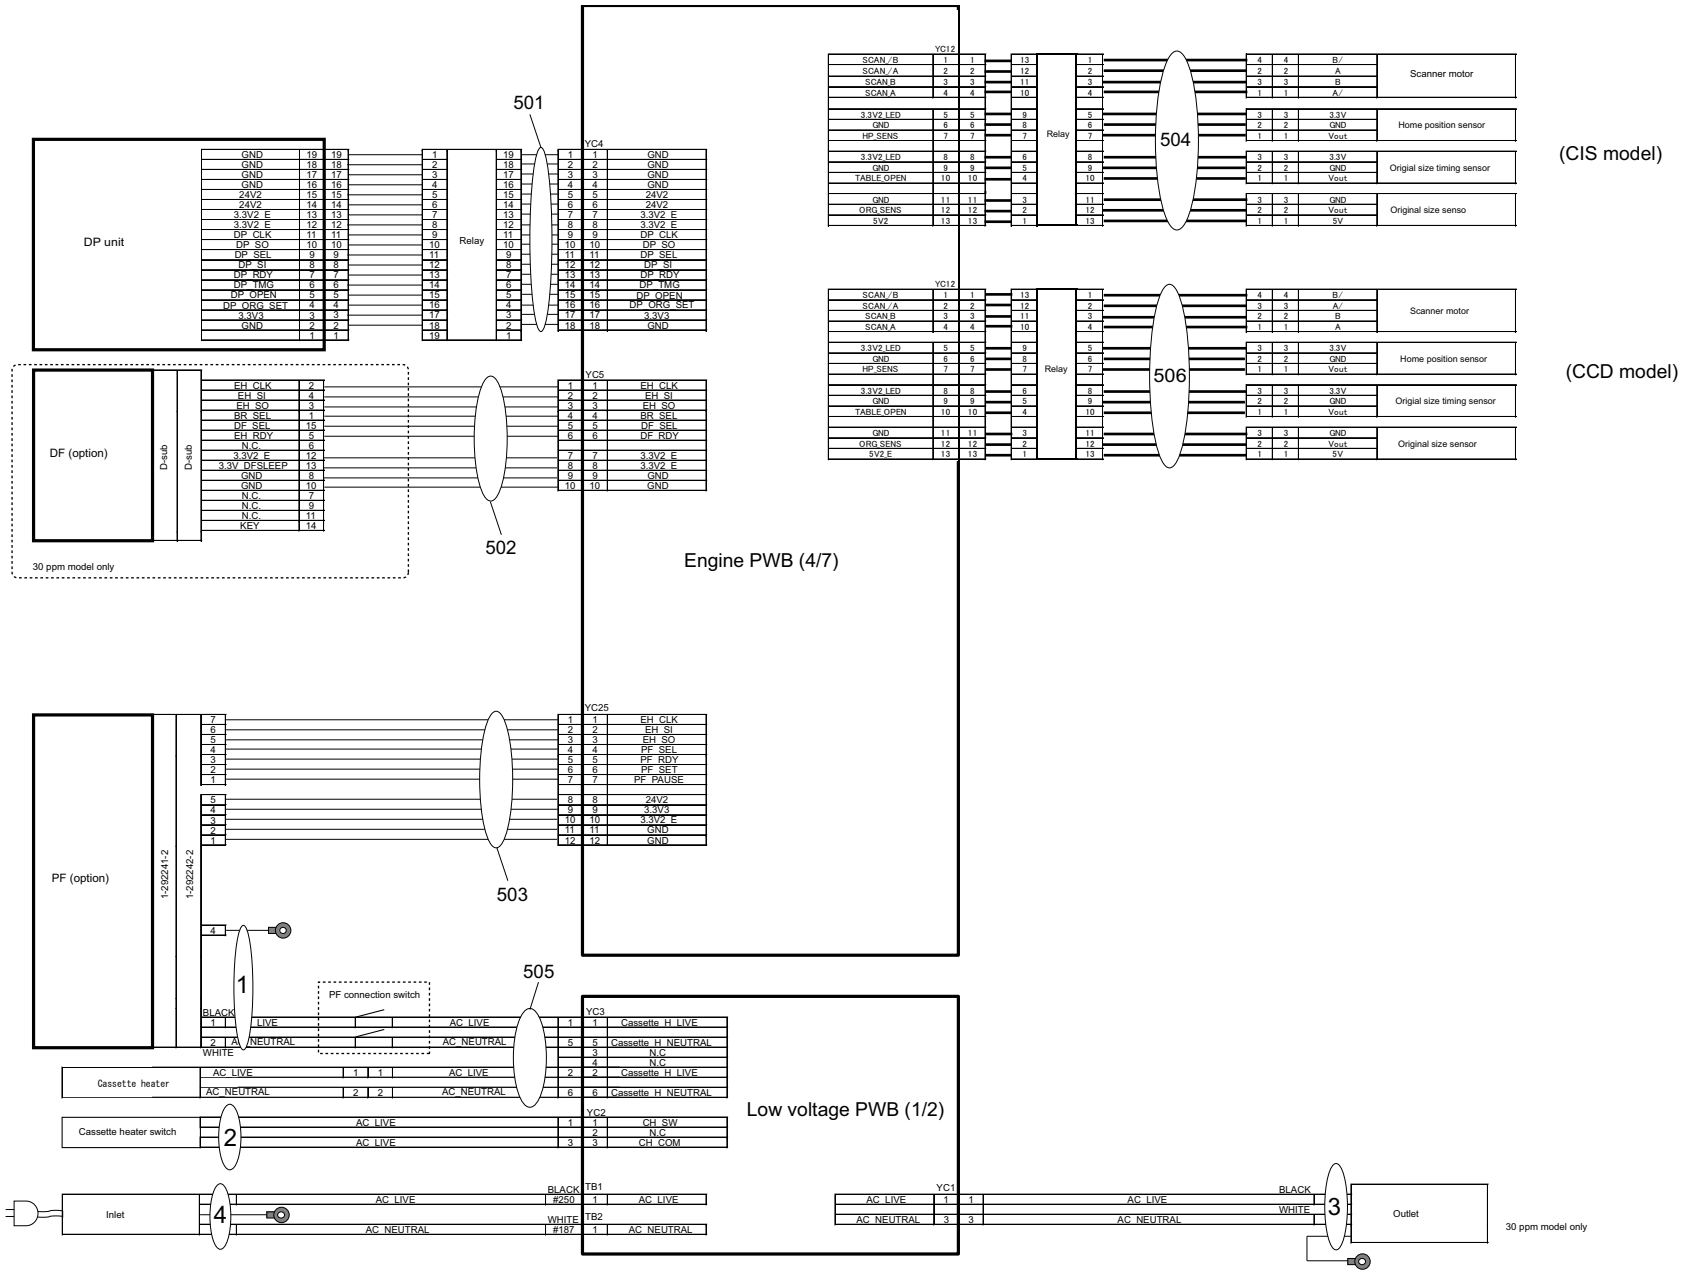 501
DP unit
GND 19 19
GND 18 18
GND 17 17
GND 16 16
24V2 15 15
24V2 14 14
3.3V2_E 13 13
3.3V2_E 12 12
DP_CLK 11 11
DP_SO 10 10
DP_SEL 9 9
DP_SI 8 8
DP_RDY 7 7
DP_TMG 6 6
DP_OPEN 5 5
DP_ORG_SET 4 4
3.3V3 3 3
GND 2 2
1 1
Relay
1 19
2 18
3 17
4 16
5 15
6 14
7 13
8 12
9 11
10 10
11 9
12 8
13 7
14 6
15 5
16 4
17 3
18 2
19 1
YC4
1 1 GND
2 2 GND
3 3 GND
4 4 GND
5 5 24V2
6 6 24V2
7 7 3.3V2_E
8 8 3.3V2_E
9 9 DP_CLK
10 10 DP_SO
11 11 DP_SEL
12 12 DP_SI
13 13 DP_RDY
14 14 DP_TMG
15 15 DP_OPEN
16 16 DP_ORG_SET
17 17 3.3V3
18 18 GND
DF (option)
D-sub
D-sub
EH_CLK 2
EH_SI 4
EH_SO 3
BR_SEL 1
DF_SEL 15
EH_RDY 5
N.C. 6
3.3V2_E 12
3.3V_DFSLEEP 13
GND 8
GND 10
N.C. 7
N.C. 9
N.C. 11
KEY 14
30 ppm model only
502
YC5
1 1 EH_CLK
2 2 EH_SI
3 3 EH_SO
4 4 BR_SEL
5 5 DF_SEL
6 6 DF_RDY
7 7 3.3V2_E
8 8 3.3V2_E
9 9 GND
10 10 GND
Engine PWB (4/7)
YC12
SCAN_/B 1 1
SCAN_/A 2 2
SCAN_B 3 3
SCAN_A 4 4
3.3V2_LED 5 5
GND 6 6
HP_SENS 7 7
3.3V2_LED 8 8
GND 9 9
TABLE_OPEN 10 10
GND 11 11
ORG_SENS 12 12
5V2 13 13
Relay
13 1
12 2
11 3
10 4
9 5
8 6
7 7
6 8
5 9
4 10
3 11
2 12
1 13
504
4 4 B/
2 2 A
3 3 B
1 1 A/
Scanner motor
3 3 3.3V
2 2 GND
1 1 Vout
Home position sensor
3 3 3.3V
2 2 GND
1 1 Vout
Origial size timing sensor
3 3 GND
2 2 Vout
1 1 5V
Original size senso
(CIS model)
YC12
SCAN_/B 1 1
SCAN_/A 2 2
SCAN_B 3 3
SCAN_A 4 4
3.3V2_LED 5 5
GND 6 6
HP_SENS 7 7
3.3V2_LED 8 8
GND 9 9
TABLE_OPEN 10 10
GND 11 11
ORG_SENS 12 12
5V2_E 13 13
Relay
13 1
12 2
11 3
10 4
9 5
8 6
7 7
6 8
5 9
4 10
3 11
2 12
1 13
506
4 4 B/
3 3 A/
2 2 B
1 1 A
Scanner motor
3 3 3.3V
2 2 GND
1 1 Vout
Home position sensor
3 3 3.3V
2 2 GND
1 1 Vout
Origial size timing sensor
3 3 GND
2 2 Vout
1 1 5V
Original size sensor
(CCD model)
PF (option)
1-292241-2
1-292242-2
7
6
5
4
3
2
1
5
4
3
2
1
4
503
YC25
1 1 EH_CLK
2 2 EH_SI
3 3 EH_SO
4 4 PF_SEL
5 5 PF_RDY
6 6 PF_SET
7 7 PF_PAUSE
8 8 24V2
9 9 3.3V3
10 10 3.3V2_E
11 11 GND
12 12 GND
1
PF connection switch
505
BLACK
1 LIVE AC_LIVE
2 A NEUTRAL AC_NEUTRAL
WHITE
Cassette heater
AC_LIVE 1 1 AC_LIVE
AC_NEUTRAL 2 2 AC_NEUTRAL
YC3
1 1 Cassette_H_LIVE
5 5 Cassette_H_NEUTRAL
3 N.C
4 N.C
2 2 Cassette_H_LIVE
6 6 Cassette_H_NEUTRAL
Low voltage PWB (1/2)
Cassette heater switch
2
AC_LIVE
AC_LIVE
YC2
1 1 CH_SW
2 N.C
3 3 CH_COM
Inlet
4
AC_LIVE
BLACK
#250
TB1
1 AC_LIVE
AC_NEUTRAL
WHITE
#187
TB2
1 AC_NEUTRAL
YC1
AC_LIVE 1 1 AC_LIVE
AC_NEUTRAL 3 3 AC_NEUTRAL
BLACK
WHITE
3
Outlet
30 ppm model only